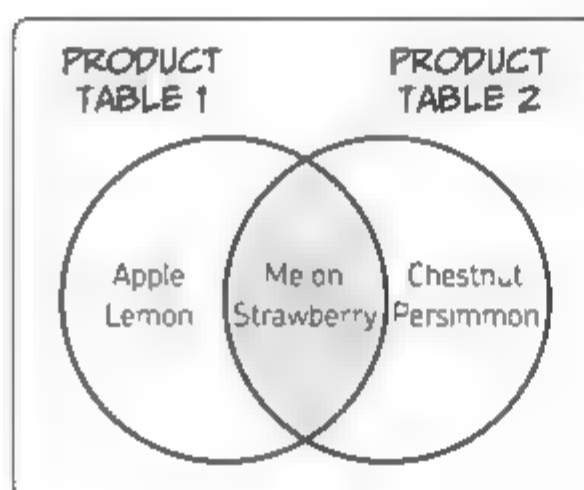 PRODUCT
TABLE 1
PRODUCT
TABLE 2
Apple
Lemon
Me on
Strawberry
Chestnut
Persimmon